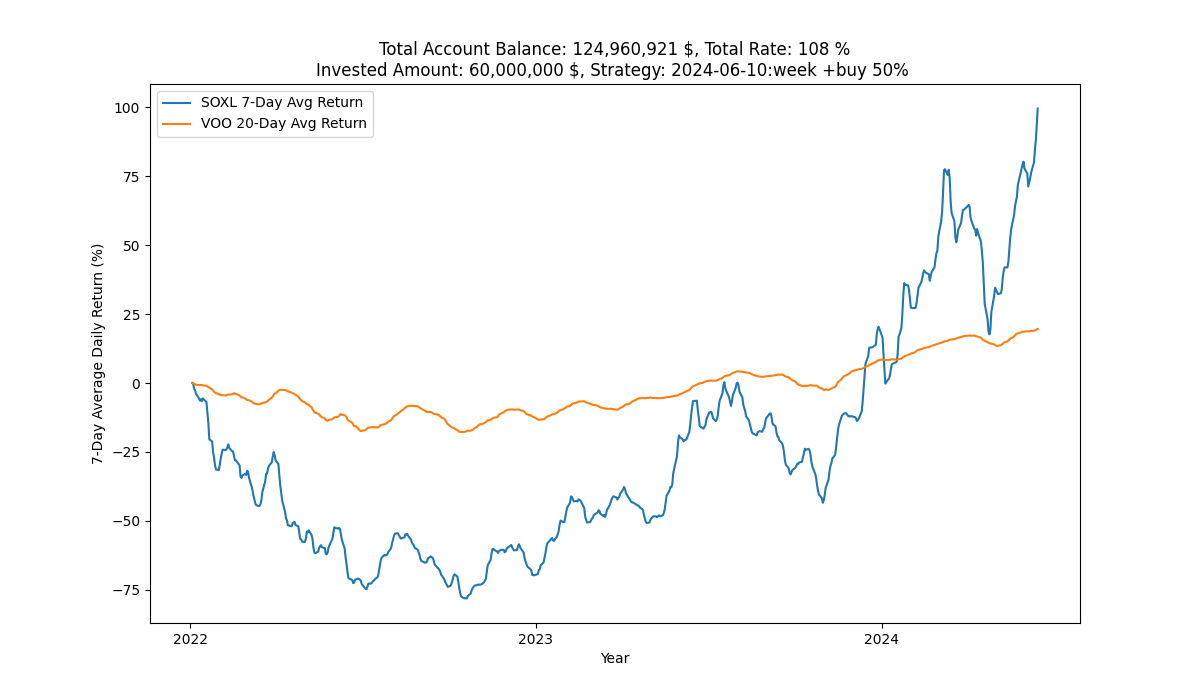 Total Account Balance: 124,960,921 $, Total Rate: 108 %
Invested Amount: 60,000,000 $, Strategy: 2024-06-10:week +buy 50%
SOXL 7-Day Avg Return
VOO 20-Day Avg Return
7-Day Average Daily Return (%)
100
75
50
25
0
−25
−50
−75
2022
2023
2024
Year